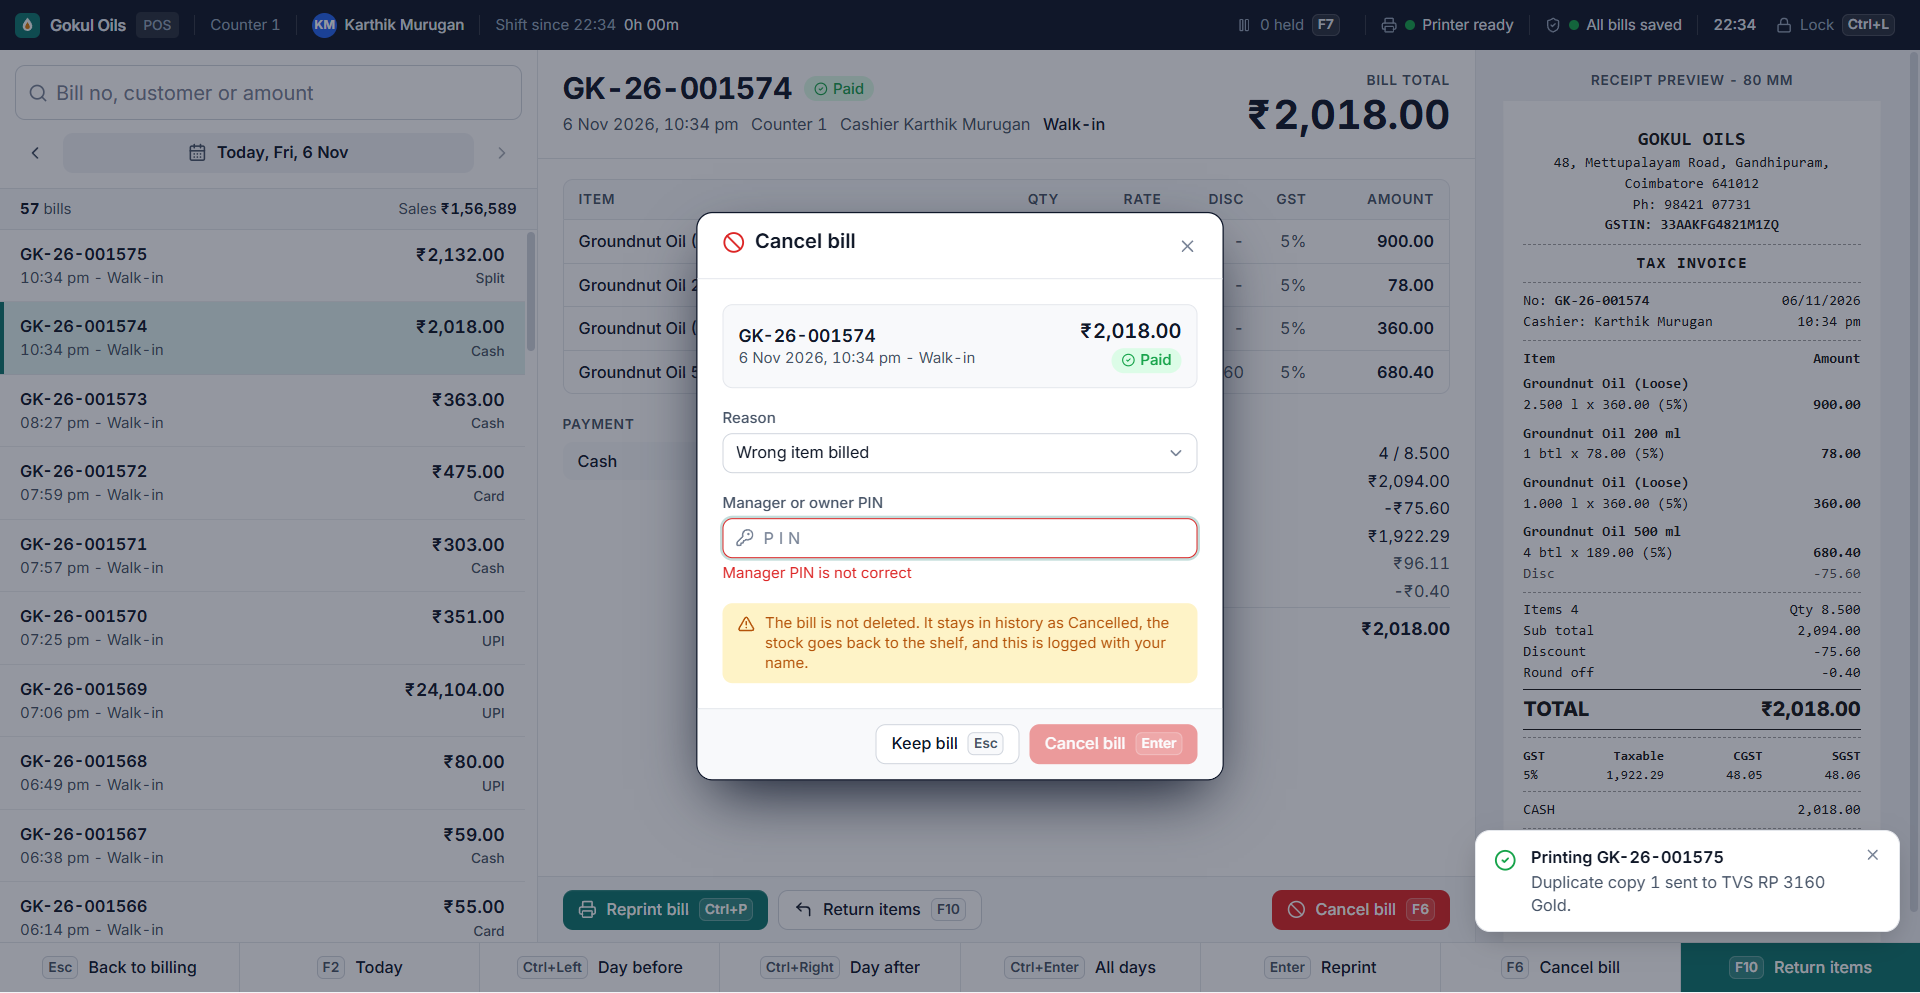 Gokul Oils POS Counter 1 KM Karthik Murugan Shift since 22:34 0h 00m 0 held F7 Printer ready All bills saved 22:34 Lock Ctrl+L
Bill no, customer or amount
Today, Fri, 6 Nov
57 bills Sales ₹1,56,589
GK-26-001575 ₹2,132.00
10:34 pm - Walk-in Split
GK-26-001574 ₹2,018.00
10:34 pm - Walk-in Cash
GK-26-001573 ₹363.00
08:27 pm - Walk-in Cash
GK-26-001572 ₹475.00
07:59 pm - Walk-in Card
GK-26-001571 ₹303.00
07:57 pm - Walk-in Cash
GK-26-001570 ₹351.00
07:25 pm - Walk-in UPI
GK-26-001569 ₹24,104.00
07:06 pm - Walk-in UPI
GK-26-001568 ₹80.00
06:49 pm - Walk-in UPI
GK-26-001567 ₹59.00
06:38 pm - Walk-in Cash
GK-26-001566 ₹55.00
06:14 pm - Walk-in Card
GK-26-001574 Paid
6 Nov 2026, 10:34 pm Counter 1 Cashier Karthik Murugan Walk-in
BILL TOTAL
₹2,018.00
ITEM QTY RATE DISC GST AMOUNT
Groundnut Oil ( - 5% 900.00
Groundnut Oil 2 - 5% 78.00
Groundnut Oil ( - 5% 360.00
Groundnut Oil 5 60 5% 680.40
PAYMENT
Cash
4 / 8.500
₹2,094.00
-₹75.60
₹1,922.29
₹96.11
-₹0.40
₹2,018.00
Cancel bill
GK-26-001574 ₹2,018.00
6 Nov 2026, 10:34 pm - Walk-in Paid
Reason
Wrong item billed
Manager or owner PIN
PIN
Manager PIN is not correct
The bill is not deleted. It stays in history as Cancelled, the
stock goes back to the shelf, and this is logged with your
name.
Keep bill Esc Cancel bill Enter
Reprint bill Ctrl+P Return items F10 Cancel bill F6
RECEIPT PREVIEW - 80 MM
GOKUL OILS
48, Mettupalayam Road, Gandhipuram,
Coimbatore 641012
Ph: 98421 07731
GSTIN: 33AAKFG4821M1ZQ
TAX INVOICE
No: GK-26-001574 06/11/2026
Cashier: Karthik Murugan 10:34 pm
Item Amount
Groundnut Oil (Loose)
2.500 l x 360.00 (5%) 900.00
Groundnut Oil 200 ml
1 btl x 78.00 (5%) 78.00
Groundnut Oil (Loose)
1.000 l x 360.00 (5%) 360.00
Groundnut Oil 500 ml
4 btl x 189.00 (5%) 680.40
Disc -75.60
Items 4 Qty 8.500
Sub total 2,094.00
Discount -75.60
Round off -0.40
TOTAL ₹2,018.00
GST Taxable CGST SGST
5% 1,922.29 48.05 48.06
CASH 2,018.00
Printing GK-26-001575
Duplicate copy 1 sent to TVS RP 3160
Gold.
Esc Back to billing F2 Today Ctrl+Left Day before Ctrl+Right Day after Ctrl+Enter All days Enter Reprint F6 Cancel bill F10 Return items